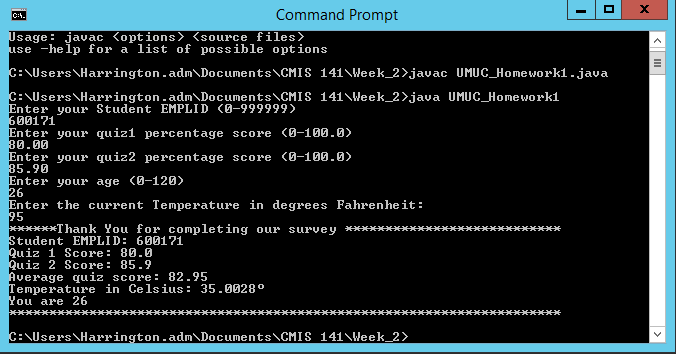 Command Prompt
Usage: javac <options> <source files>
use -help for a list of possible options
C:\Users\Harrington.adm\Documents\CMIS 141\Week_2>javac UMUC_Homework1.java
C:\Users\Harrington.adm\Documents\CMIS 141\Week_2>java UMUC_Homework1
Enter your Student EMPLID (0-999999)
600171
Enter your quiz1 percentage score (0-100.0)
80.00
Enter your quiz2 percentage score (0-100.0)
85.90
Enter your age (0-120)
26
Enter the current Temperature in degrees Fahrenheit:
95
******Thank You for completing our survey ***************************
Student EMPLID: 600171
Quiz 1 Score: 80.0
Quiz 2 Score: 85.9
Average quiz score: 82.95
Temperature in Celsius: 35.0028º
You are 26
*********************************************************************
C:\Users\Harrington.adm\Documents\CMIS 141\Week_2>